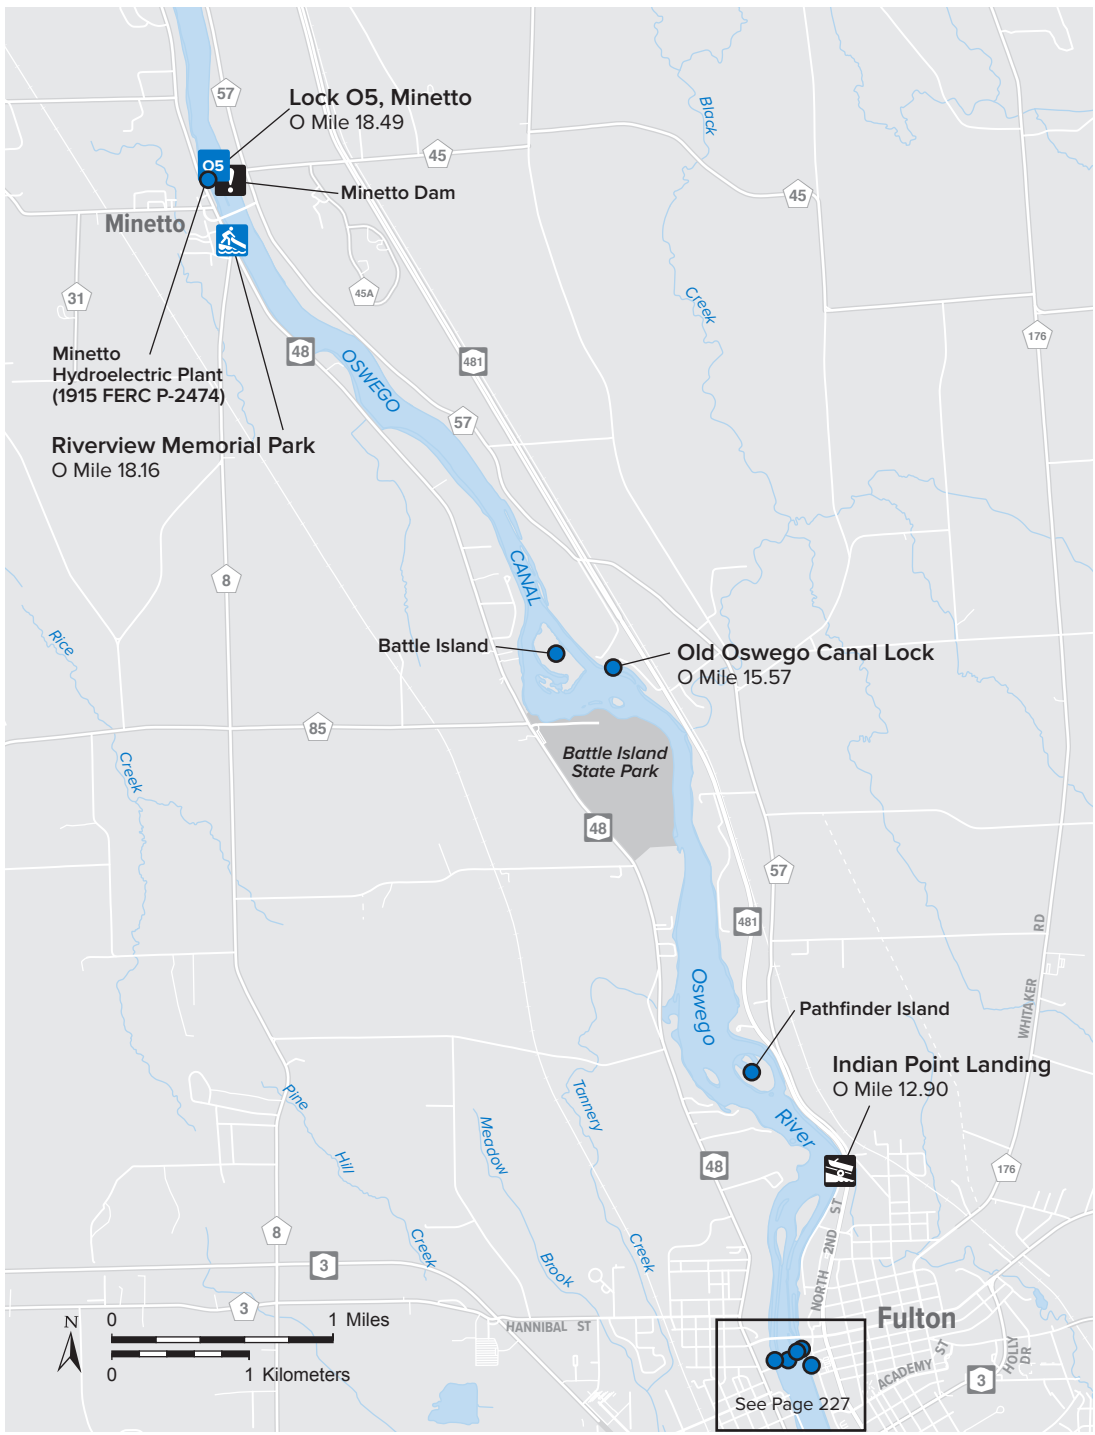 57
Lock O5, Minetto
O Mile 18.49
O5
45
Minetto Dam
45
Minetto
Black
Creek
31
45A
176
48
481
Minetto
Hydroelectric Plant
(1915 FERC P-2474)
OSWEGO
57
Riverview Memorial Park
O Mile 18.16
8
CANAL
Rice
Creek
Battle Island
Old Oswego Canal Lock
O Mile 15.57
85
Battle Island
State Park
48
57
481
WHITAKER RD
Oswego
River
Pathfinder Island
Indian Point Landing
O Mile 12.90
Pine
Hill
Creek
Meadow
Brook
Tannery
Creek
48
176
8
3
3
NORTH 2ND ST
Fulton
HANNIBAL ST
ACADEMY ST
HOLLY
DR
3
See Page 227
N
0 1 Miles
0 1 Kilometers